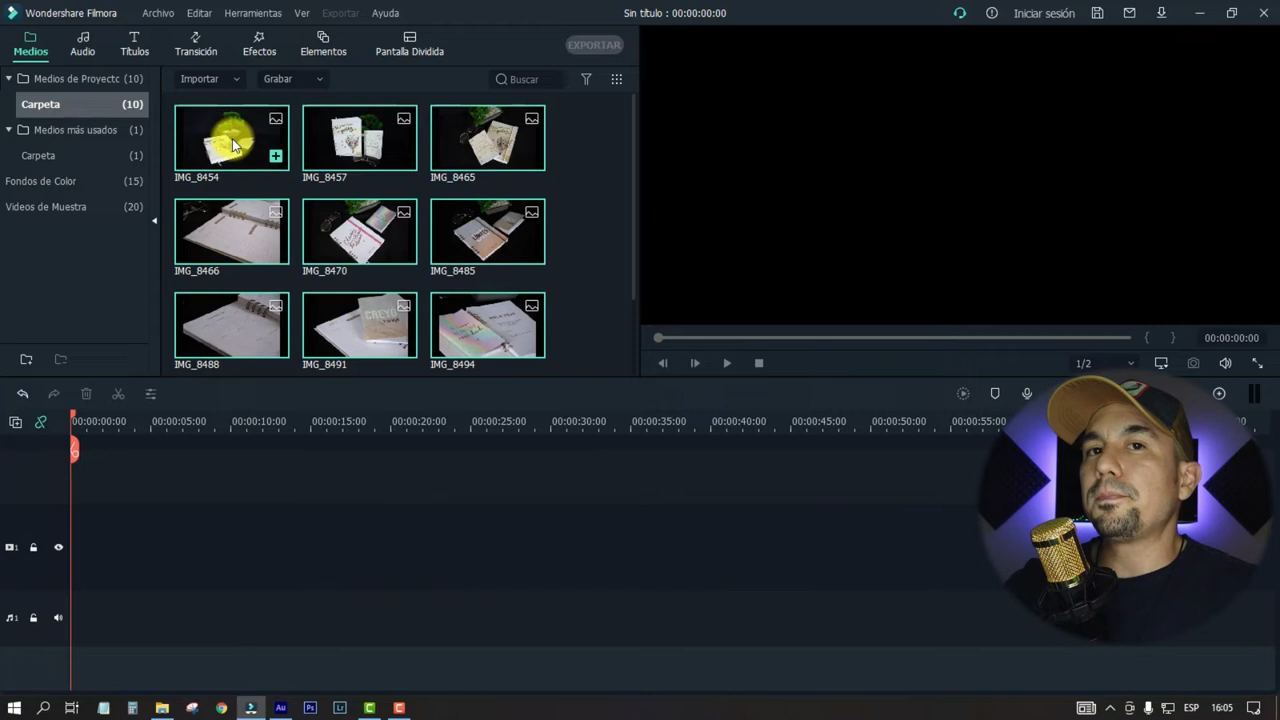 Wondershare Filmora
Archivo
Editar
Herramientas
Ver
Exportar
Ayuda
Sin título : 00:00:00:00
Iniciar sesión
Medios
Audio
Títulos
Transición
Efectos
Elementos
Pantalla Dividida
EXPORTAR
Medios de Proyecto (10)
Carpeta (10)
Medios más usados (1)
Carpeta (1)
Fondos de Color (15)
Videos de Muestra (20)
Importar
Grabar
Buscar
IMG_8454
IMG_8457
IMG_8465
IMG_8466
IMG_8470
IMG_8485
IMG_8488
IMG_8491
IMG_8494
{ }
00:00:00:00
1/2
00:00:00:00
00:00:05:00
00:00:10:00
00:00:15:00
00:00:20:00
00:00:25:00
00:00:30:00
00:00:35:00
00:00:40:00
00:00:45:00
00:00:50:00
00:00:55:00
1
1
Au
Ps
Lr
ESP
16:05